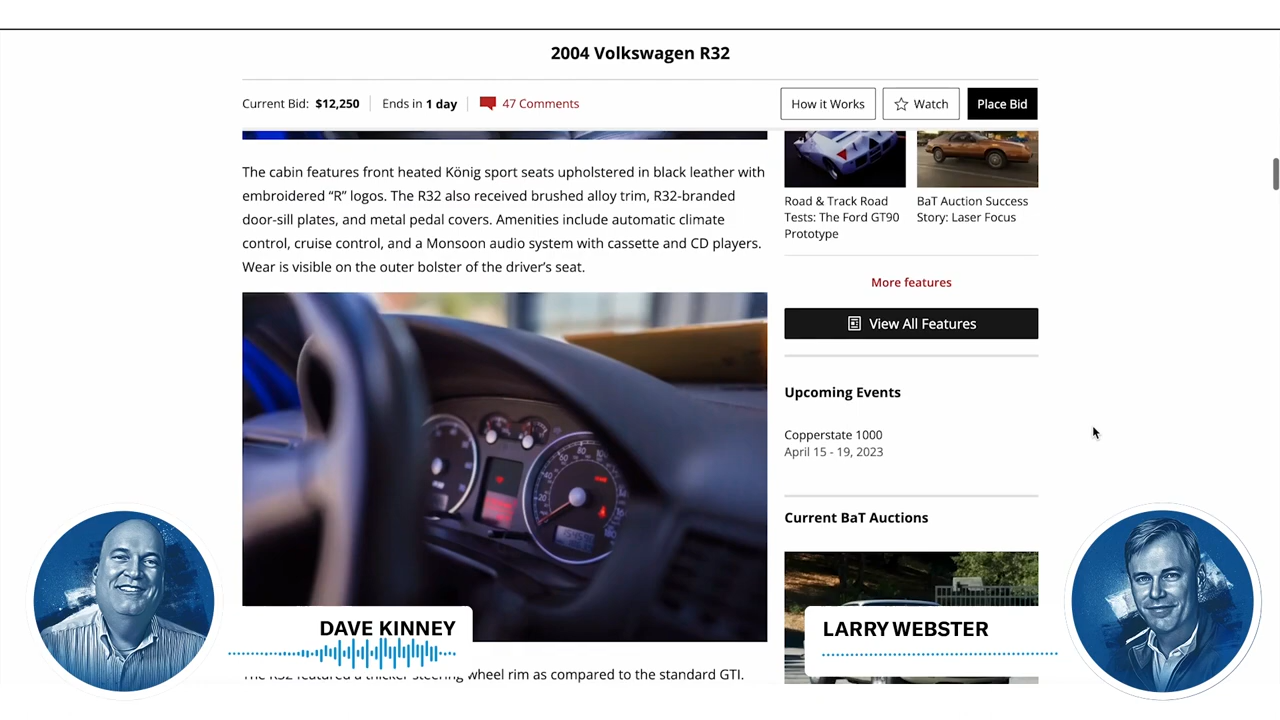 2004 Volkswagen R32
Current Bid: $12,250
Ends in 1 day
47 Comments
How it Works
Watch
Place Bid
The cabin features front heated König sport seats upholstered in black leather with
embroidered “R” logos. The R32 also received brushed alloy trim, R32-branded
door-sill plates, and metal pedal covers. Amenities include automatic climate
control, cruise control, and a Monsoon audio system with cassette and CD players.
Wear is visible on the outer bolster of the driver’s seat.
The R32 featured a thicker steering wheel rim as compared to the standard GTI.
Road & Track Road
Tests: The Ford GT90
Prototype
BaT Auction Success
Story: Laser Focus
More features
View All Features
Upcoming Events
Copperstate 1000
April 15 - 19, 2023
Current BaT Auctions
DAVE KINNEY
LARRY WEBSTER